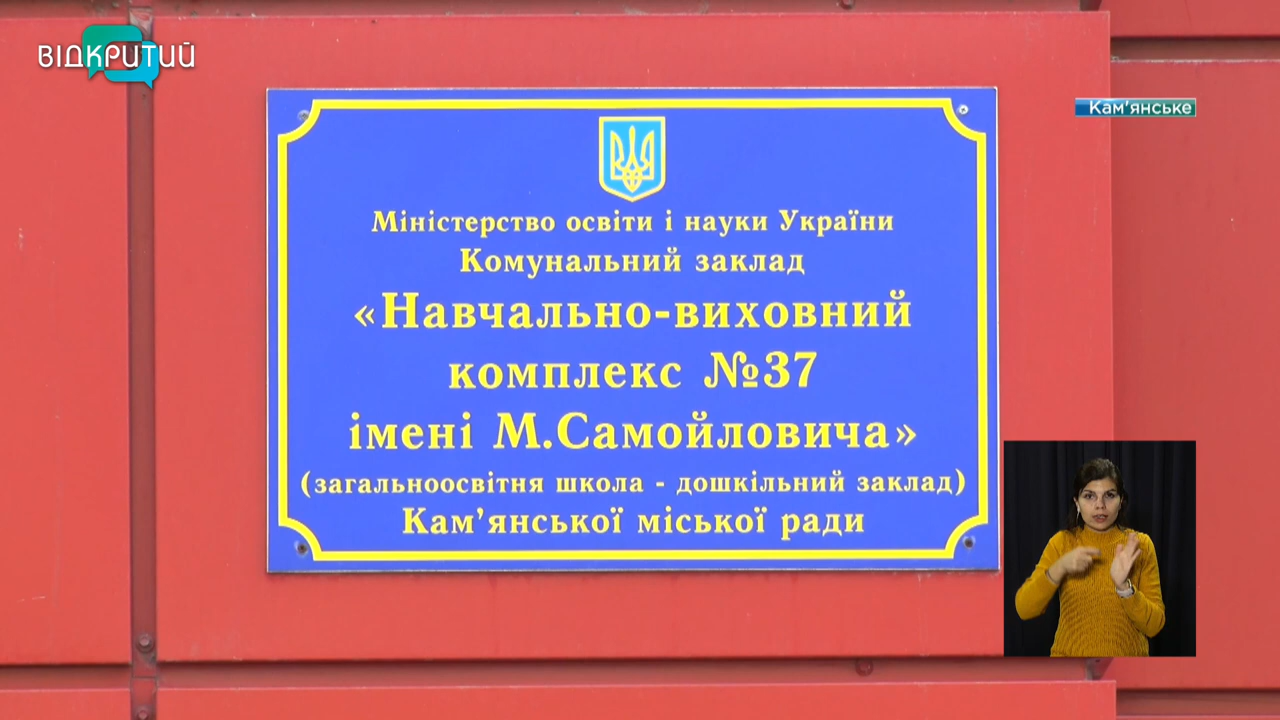 ВІДКРИТИЙ
Кам'янське
Міністерство освіти і науки України
Комунальний заклад
«Навчально-виховний
комплекс №37
імені М.Самойловича»
(загальноосвітня школа - дошкільний заклад)
Кам'янської міської ради